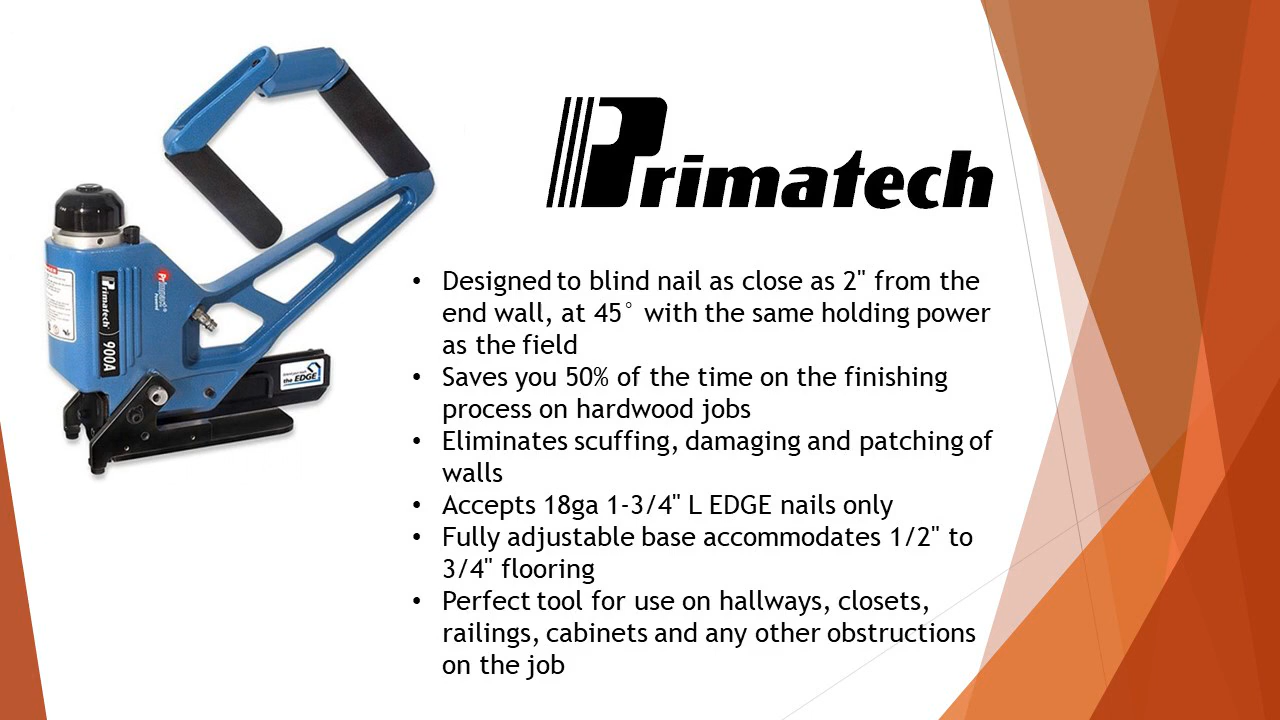 Primatech
• Designed to blind nail as close as 2" from the
end wall, at 45° with the same holding power
as the field
• Saves you 50% of the time on the finishing
process on hardwood jobs
• Eliminates scuffing, damaging and patching of
walls
• Accepts 18ga 1-3/4" L EDGE nails only
• Fully adjustable base accommodates 1/2" to
3/4" flooring
• Perfect tool for use on hallways, closets,
railings, cabinets and any other obstructions
on the job
Primatech
900A
the EDGE